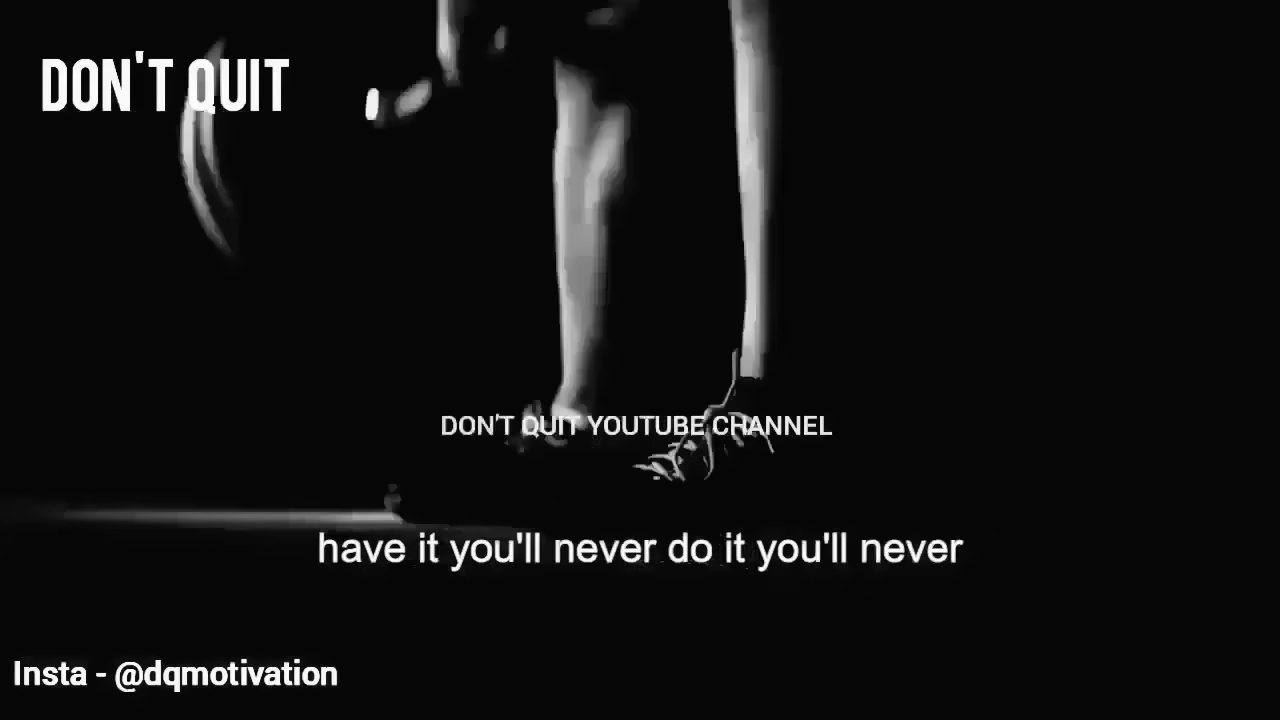 DON'T QUIT
DON'T QUIT YOUTUBE CHANNEL
have it you'll never do it you'll never
Insta - @dqmotivation